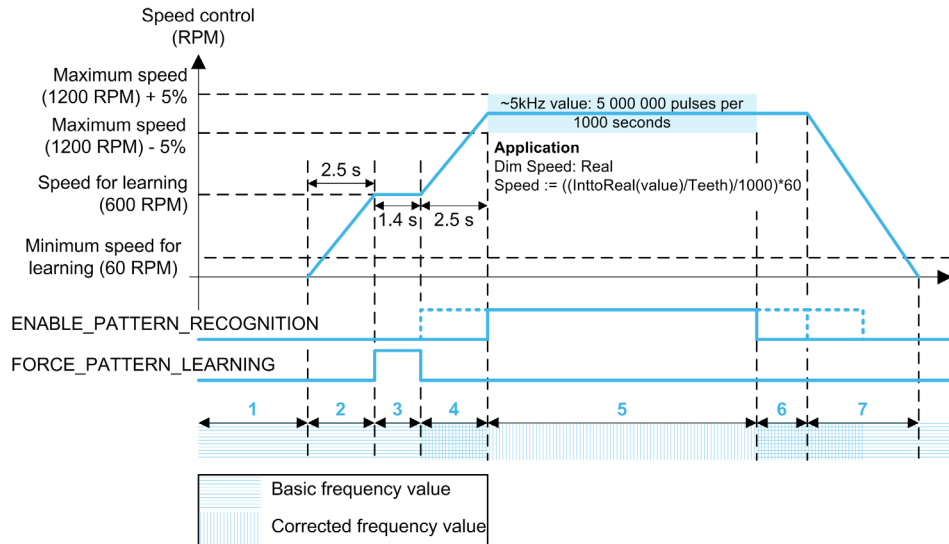 Speed control
(RPM)
Maximum speed
(1200 RPM) + 5%
~5kHz value: 5 000 000 pulses per
1000 seconds
Maximum speed
(1200 RPM) - 5%
Application
Dim Speed: Real
Speed := ((InttoReal(value)/Teeth)/1000)*60
2.5 s
Speed for learning
(600 RPM)
1.4 s
2.5 s
Minimum speed for
learning (60 RPM)
ENABLE_PATTERN_RECOGNITION
FORCE_PATTERN_LEARNING
1
2
3
4
5
6
7
Basic frequency value
Corrected frequency value